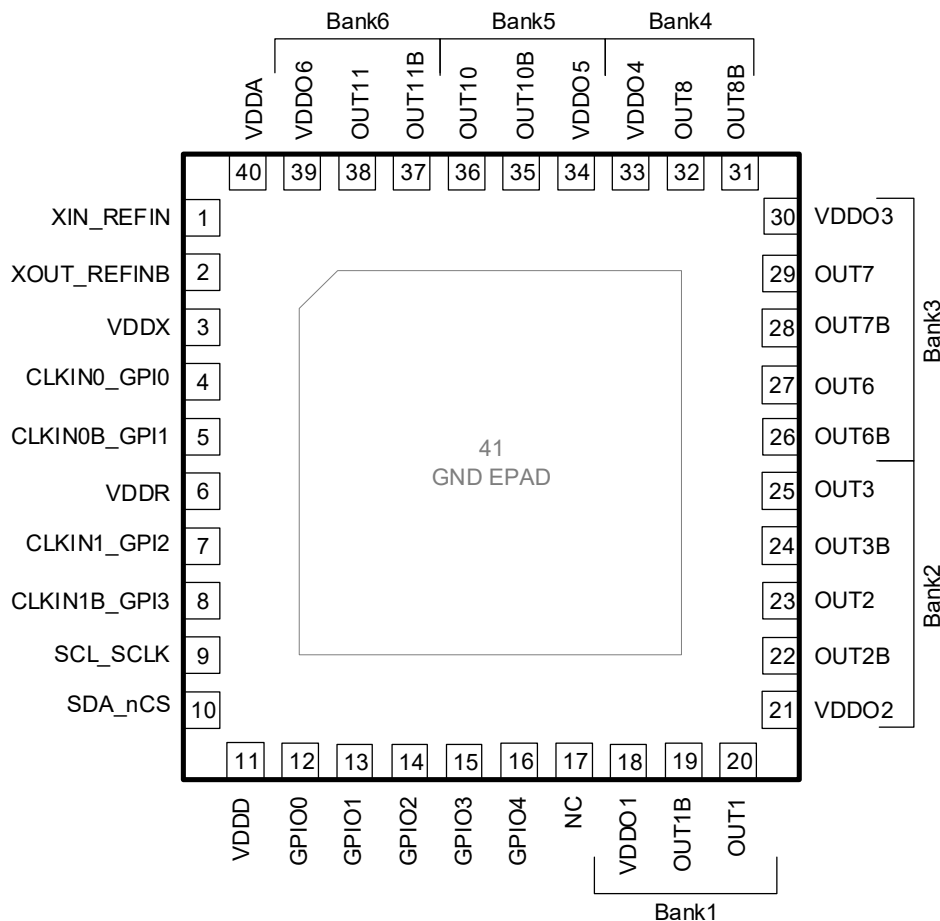 Bank6
Bank5
Bank4
VDDA
VDDO6
OUT11
OUT11B
OUT10
OUT10B
VDDO5
VDDO4
OUT8
OUT8B
40
39
38
37
36
35
34
33
32
31
XIN_REFIN 1
XOUT_REFINB 2
VDDX 3
CLKIN0_GPI0 4
CLKIN0B_GPI1 5
VDDR 6
CLKIN1_GPI2 7
CLKIN1B_GPI3 8
SCL_SCLK 9
SDA_nCS 10
41
GND EPAD
30 VDDO3
29 OUT7
28 OUT7B
27 OUT6
26 OUT6B
25 OUT3
24 OUT3B
23 OUT2
22 OUT2B
21 VDDO2
Bank3
Bank2
11
12
13
14
15
16
17
18
19
20
VDDD
GPIO0
GPIO1
GPIO2
GPIO3
GPIO4
NC
VDDO1
OUT1B
OUT1
Bank1